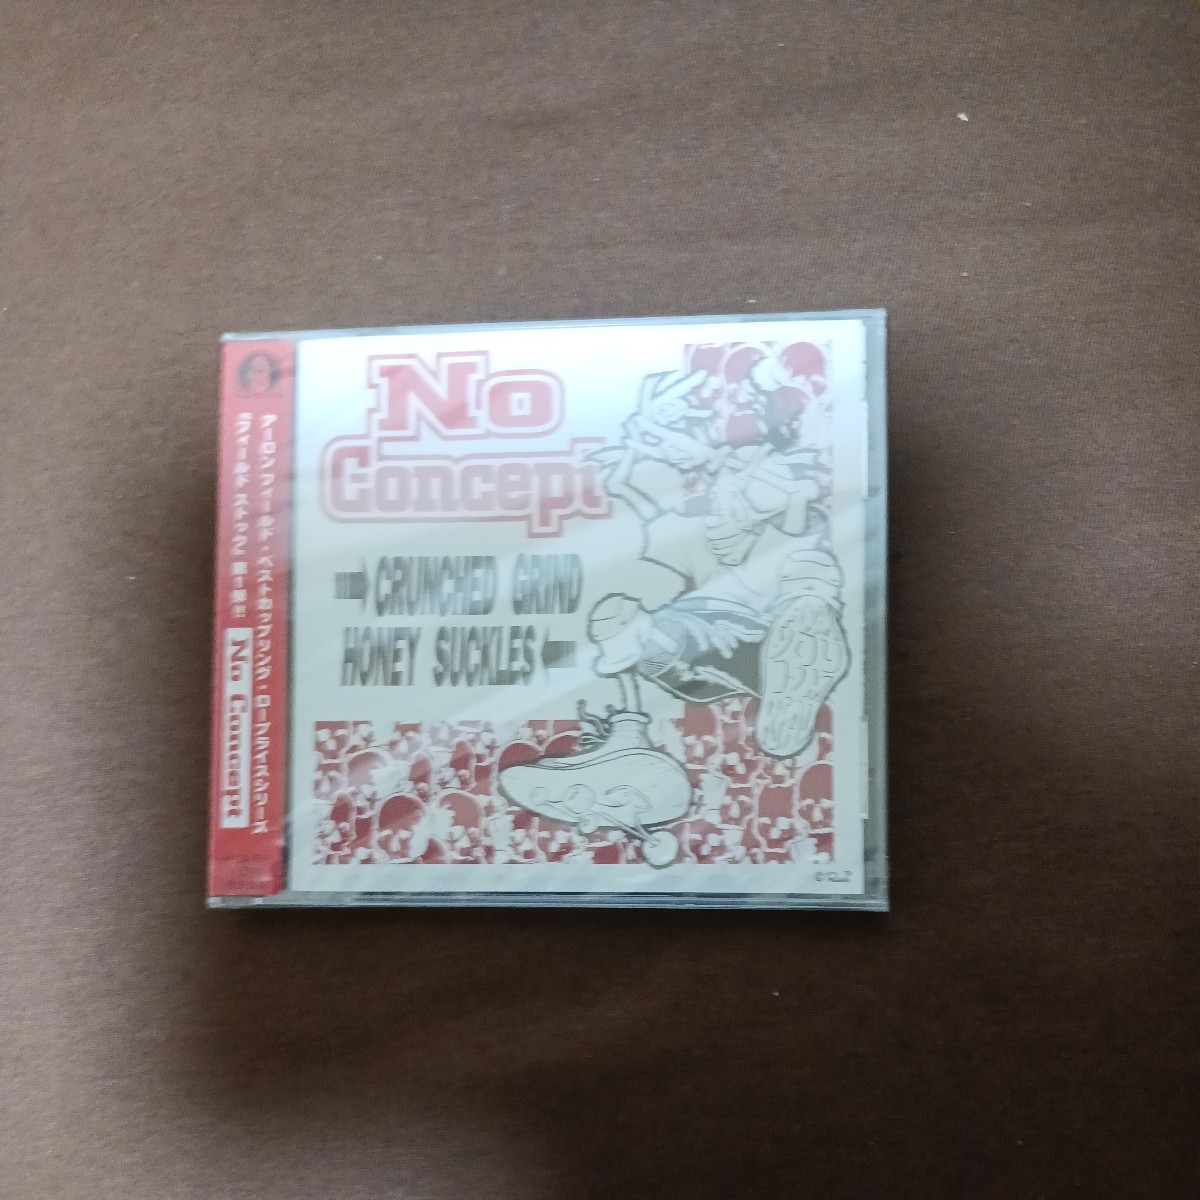 No
Concept
CRUNCHED GRIND
HONEY SUCKLES
アーロンフィールド・ベストカップリング・ロープライスシリーズ
『フィールド ストック』第1弾!!
No Concept